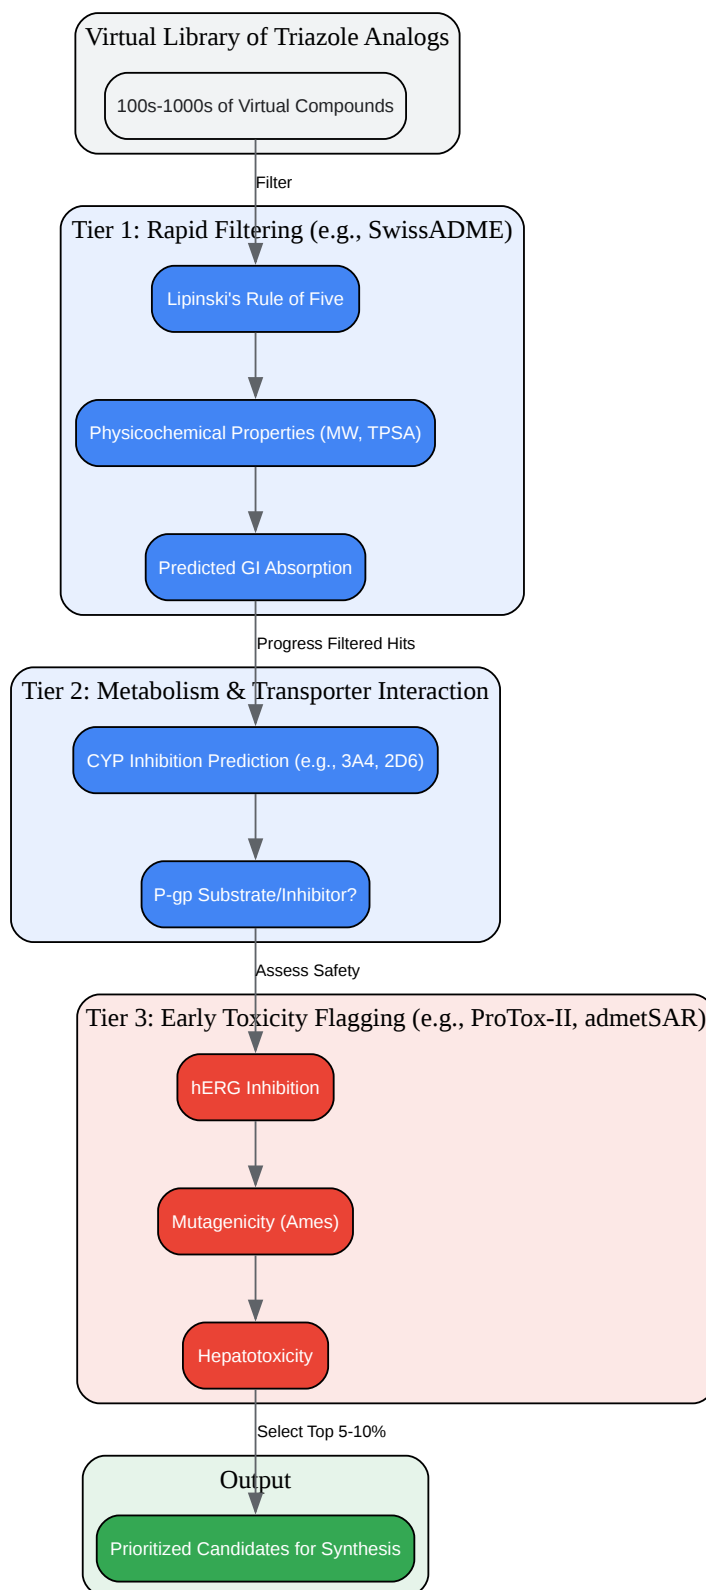 Virtual Library of Triazole Analogs
100s-1000s of Virtual Compounds
Filter
Tier 1: Rapid Filtering (e.g., SwissADME)
Lipinski's Rule of Five
Physicochemical Properties (MW, TPSA)
Predicted GI Absorption
Progress Filtered Hits
Tier 2: Metabolism & Transporter Interaction
CYP Inhibition Prediction (e.g., 3A4, 2D6)
P-gp Substrate/Inhibitor?
Assess Safety
Tier 3: Early Toxicity Flagging (e.g., ProTox-II, admetSAR)
hERG Inhibition
Mutagenicity (Ames)
Hepatotoxicity
Select Top 5-10%
Output
Prioritized Candidates for Synthesis